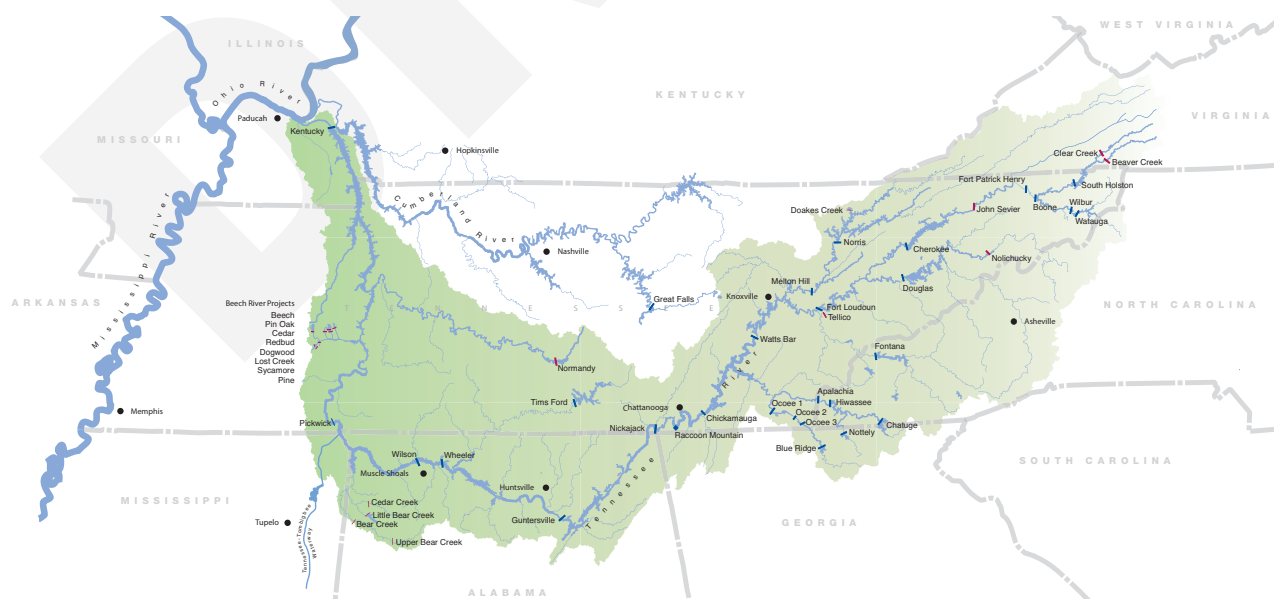 WEST VIRGINIA
ILLINOIS
Ohio River
KENTUCKY
VIRGINIA
Paducah
Kentucky
MISSOURI
Hopkinsville
Clear Creek
Beaver Creek
Fort Patrick Henry
South Holston
Cumberland River
Doakes Creek
John Sevier
Boone
Wilbur
Watauga
Mississippi River
Norris
Cherokee
Nashville
Nolichucky
Melton Hill
Douglas
Knoxville
Great Falls
ARKANSAS
Beech River Projects
Beech
Pin Oak
Cedar
Redbud
Dogwood
Lost Creek
Sycamore
Pine
TENNESSEE
Fort Loudoun
Tellico
NORTH CAROLINA
Asheville
Watts Bar
Fontana
Normandy
Tims Ford
Chattanooga
Apalachia
Hiwassee
Ocoee 1
Ocoee 2
Ocoee 3
Memphis
Chickamauga
Pickwick
Nickajack
Raccoon Mountain
Chatuge
Nottely
Blue Ridge
Wilson
Wheeler
Muscle Shoals
SOUTH CAROLINA
Huntsville
Tennessee River
MISSISSIPPI
Cedar Creek
Little Bear Creek
Bear Creek
Tupelo
Guntersville
GEORGIA
Upper Bear Creek
Tennessee-Tombigbee
Waterway
ALABAMA